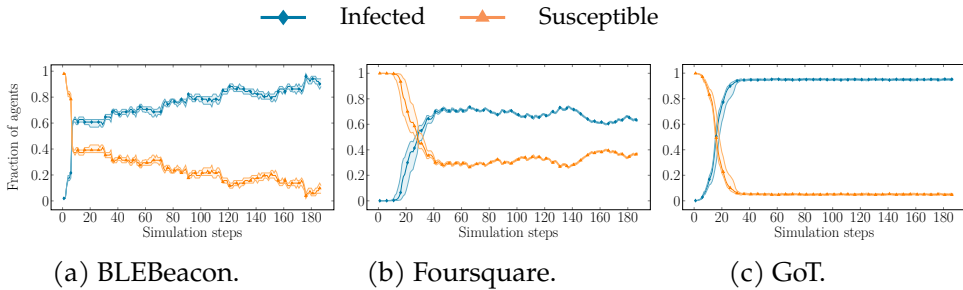 Infected Susceptible
Fraction of agents
1
0.8
0.6
0.4
0.2
0
0 20 40 60 80 100 120 140 160 180
Simulation steps
(a) BLEBeacon.
1
0.8
0.6
0.4
0.2
0
0 20 40 60 80 100 120 140 160 180
Simulation steps
(b) Foursquare.
1
0.8
0.6
0.4
0.2
0
0 20 40 60 80 100 120 140 160 180
Simulation steps
(c) GoT.